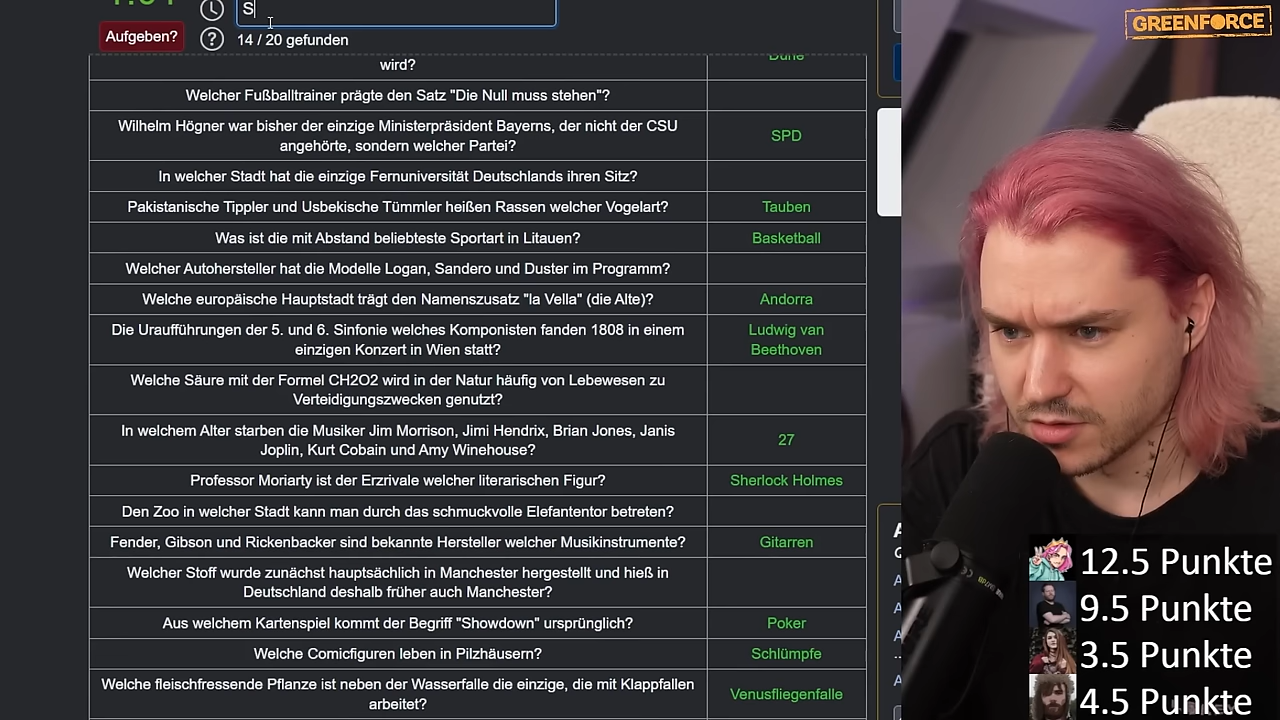 S
Aufgeben?
14 / 20 gefunden
wird?
Dune
Welcher Fußballtrainer prägte den Satz "Die Null muss stehen"?
Wilhelm Högner war bisher der einzige Ministerpräsident Bayerns, der nicht der CSU
angehörte, sondern welcher Partei?
SPD
In welcher Stadt hat die einzige Fernuniversität Deutschlands ihren Sitz?
Pakistanische Tippler und Usbekische Tümmler heißen Rassen welcher Vogelart?
Tauben
Was ist die mit Abstand beliebteste Sportart in Litauen?
Basketball
Welcher Autohersteller hat die Modelle Logan, Sandero und Duster im Programm?
Welche europäische Hauptstadt trägt den Namenszusatz "la Vella" (die Alte)?
Andorra
Die Uraufführungen der 5. und 6. Sinfonie welches Komponisten fanden 1808 in einem
einzigen Konzert in Wien statt?
Ludwig van
Beethoven
Welche Säure mit der Formel CH2O2 wird in der Natur häufig von Lebewesen zu
Verteidigungszwecken genutzt?
In welchem Alter starben die Musiker Jim Morrison, Jimi Hendrix, Brian Jones, Janis
Joplin, Kurt Cobain und Amy Winehouse?
27
Professor Moriarty ist der Erzrivale welcher literarischen Figur?
Sherlock Holmes
Den Zoo in welcher Stadt kann man durch das schmuckvolle Elefantentor betreten?
Fender, Gibson und Rickenbacker sind bekannte Hersteller welcher Musikinstrumente?
Gitarren
Welcher Stoff wurde zunächst hauptsächlich in Manchester hergestellt und hieß in
Deutschland deshalb früher auch Manchester?
Aus welchem Kartenspiel kommt der Begriff "Showdown" ursprünglich?
Poker
Welche Comicfiguren leben in Pilzhäusern?
Schlümpfe
Welche fleischfressende Pflanze ist neben der Wasserfalle die einzige, die mit Klappfallen
arbeitet?
Venusfliegenfalle
GREENFORCE
12.5 Punkte
9.5 Punkte
3.5 Punkte
4.5 Punkte